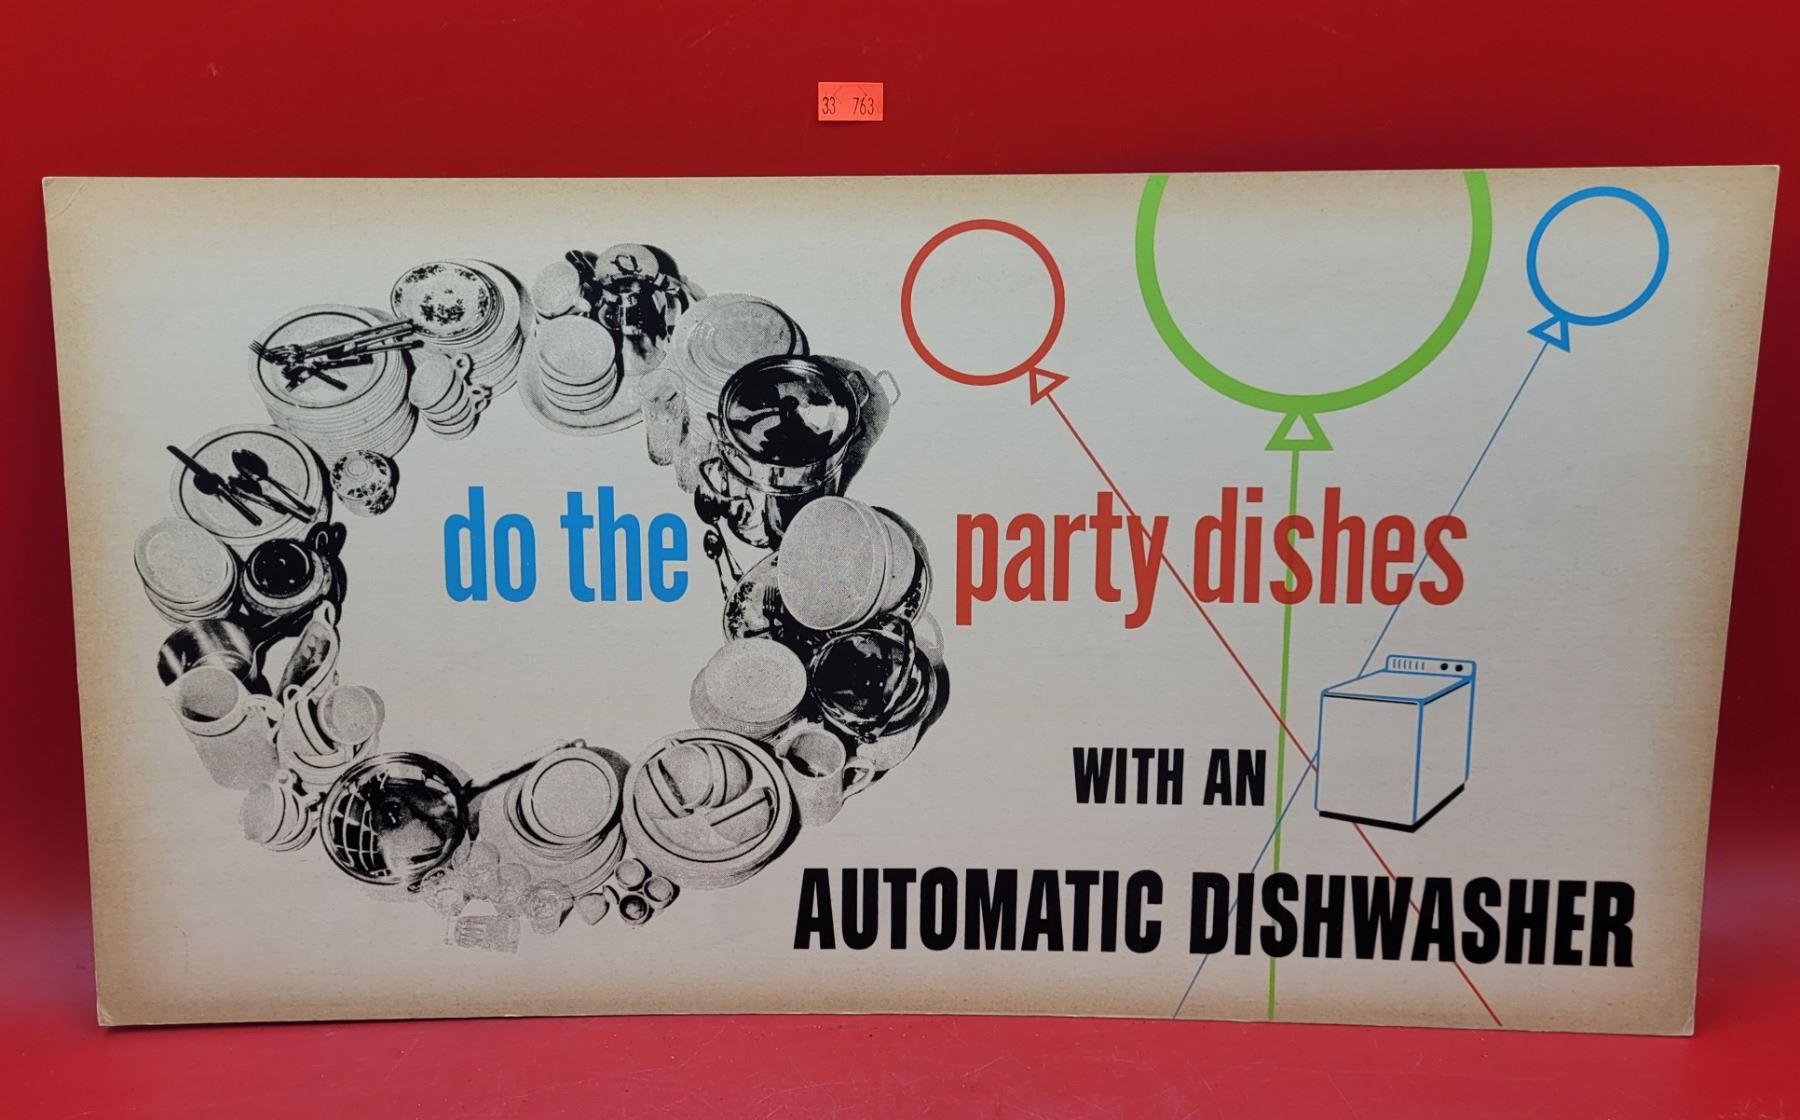 33 763
do the party dishes
WITH AN
AUTOMATIC DISHWASHER